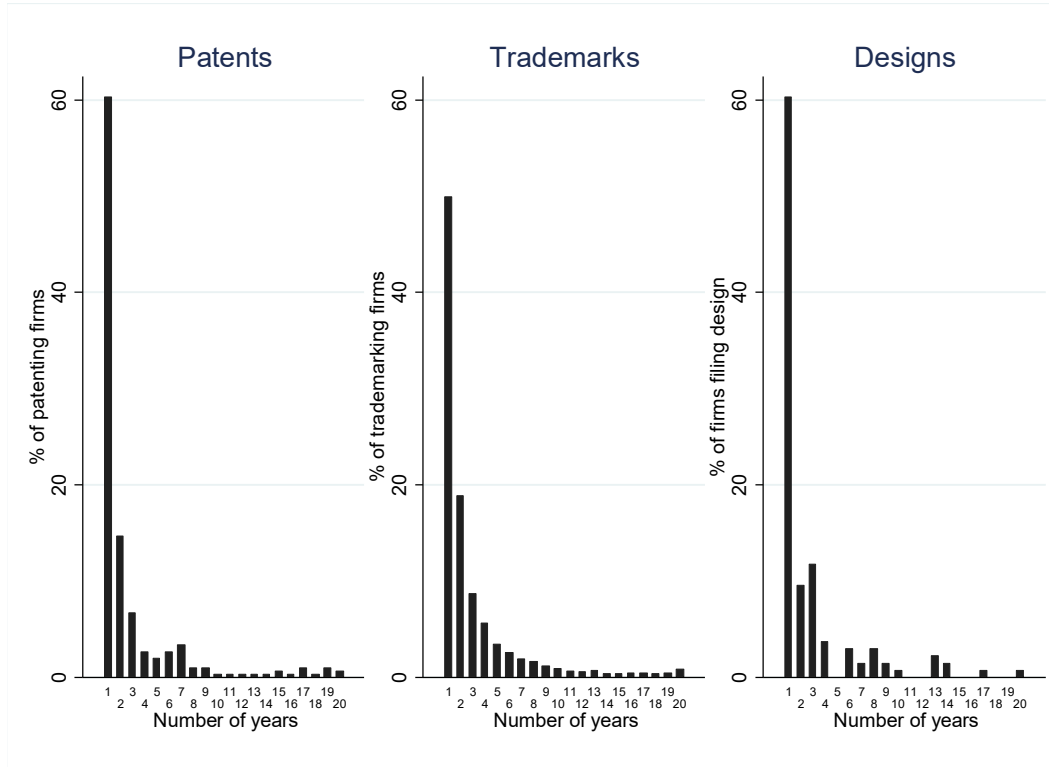 Patents
% of patenting firms
60
40
20
0
1 3 5 7 9 11 13 15 17 19
2 4 6 8 10 12 14 16 18 20
Number of years
Trademarks
% of trademarking firms
60
40
20
0
1 3 5 7 9 11 13 15 17 19
2 4 6 8 10 12 14 16 18 20
Number of years
Designs
% of firms filing design
60
40
20
0
1 3 5 7 9 11 13 15 17 19
2 4 6 8 10 12 14 16 18 20
Number of years